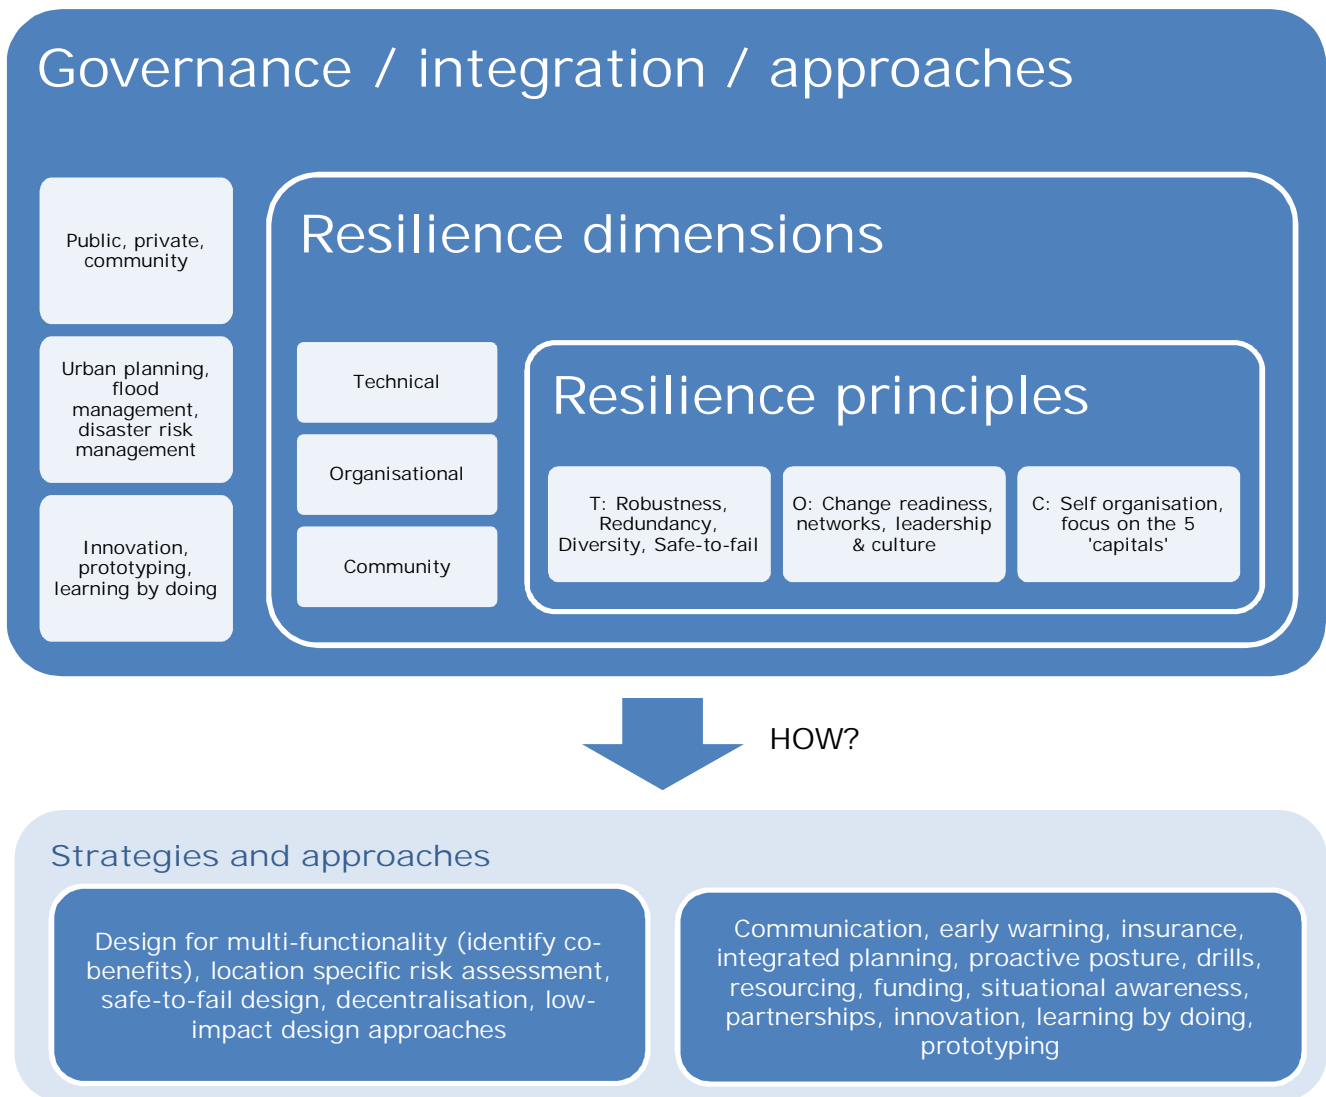 Governance / integration / approaches
Public, private,
community
Urban planning,
flood
management,
disaster risk
management
Innovation,
prototyping,
learning by doing
Resilience dimensions
Technical
Organisational
Community
Resilience principles
T: Robustness,
Redundancy,
Diversity, Safe-to-fail
O: Change readiness,
networks, leadership
& culture
C: Self organisation,
focus on the 5
'capitals'
HOW?
Strategies and approaches
Design for multi-functionality (identify co-
benefits), location specific risk assessment,
safe-to-fail design, decentralisation, low-
impact design approaches
Communication, early warning, insurance,
integrated planning, proactive posture, drills,
resourcing, funding, situational awareness,
partnerships, innovation, learning by doing,
prototyping